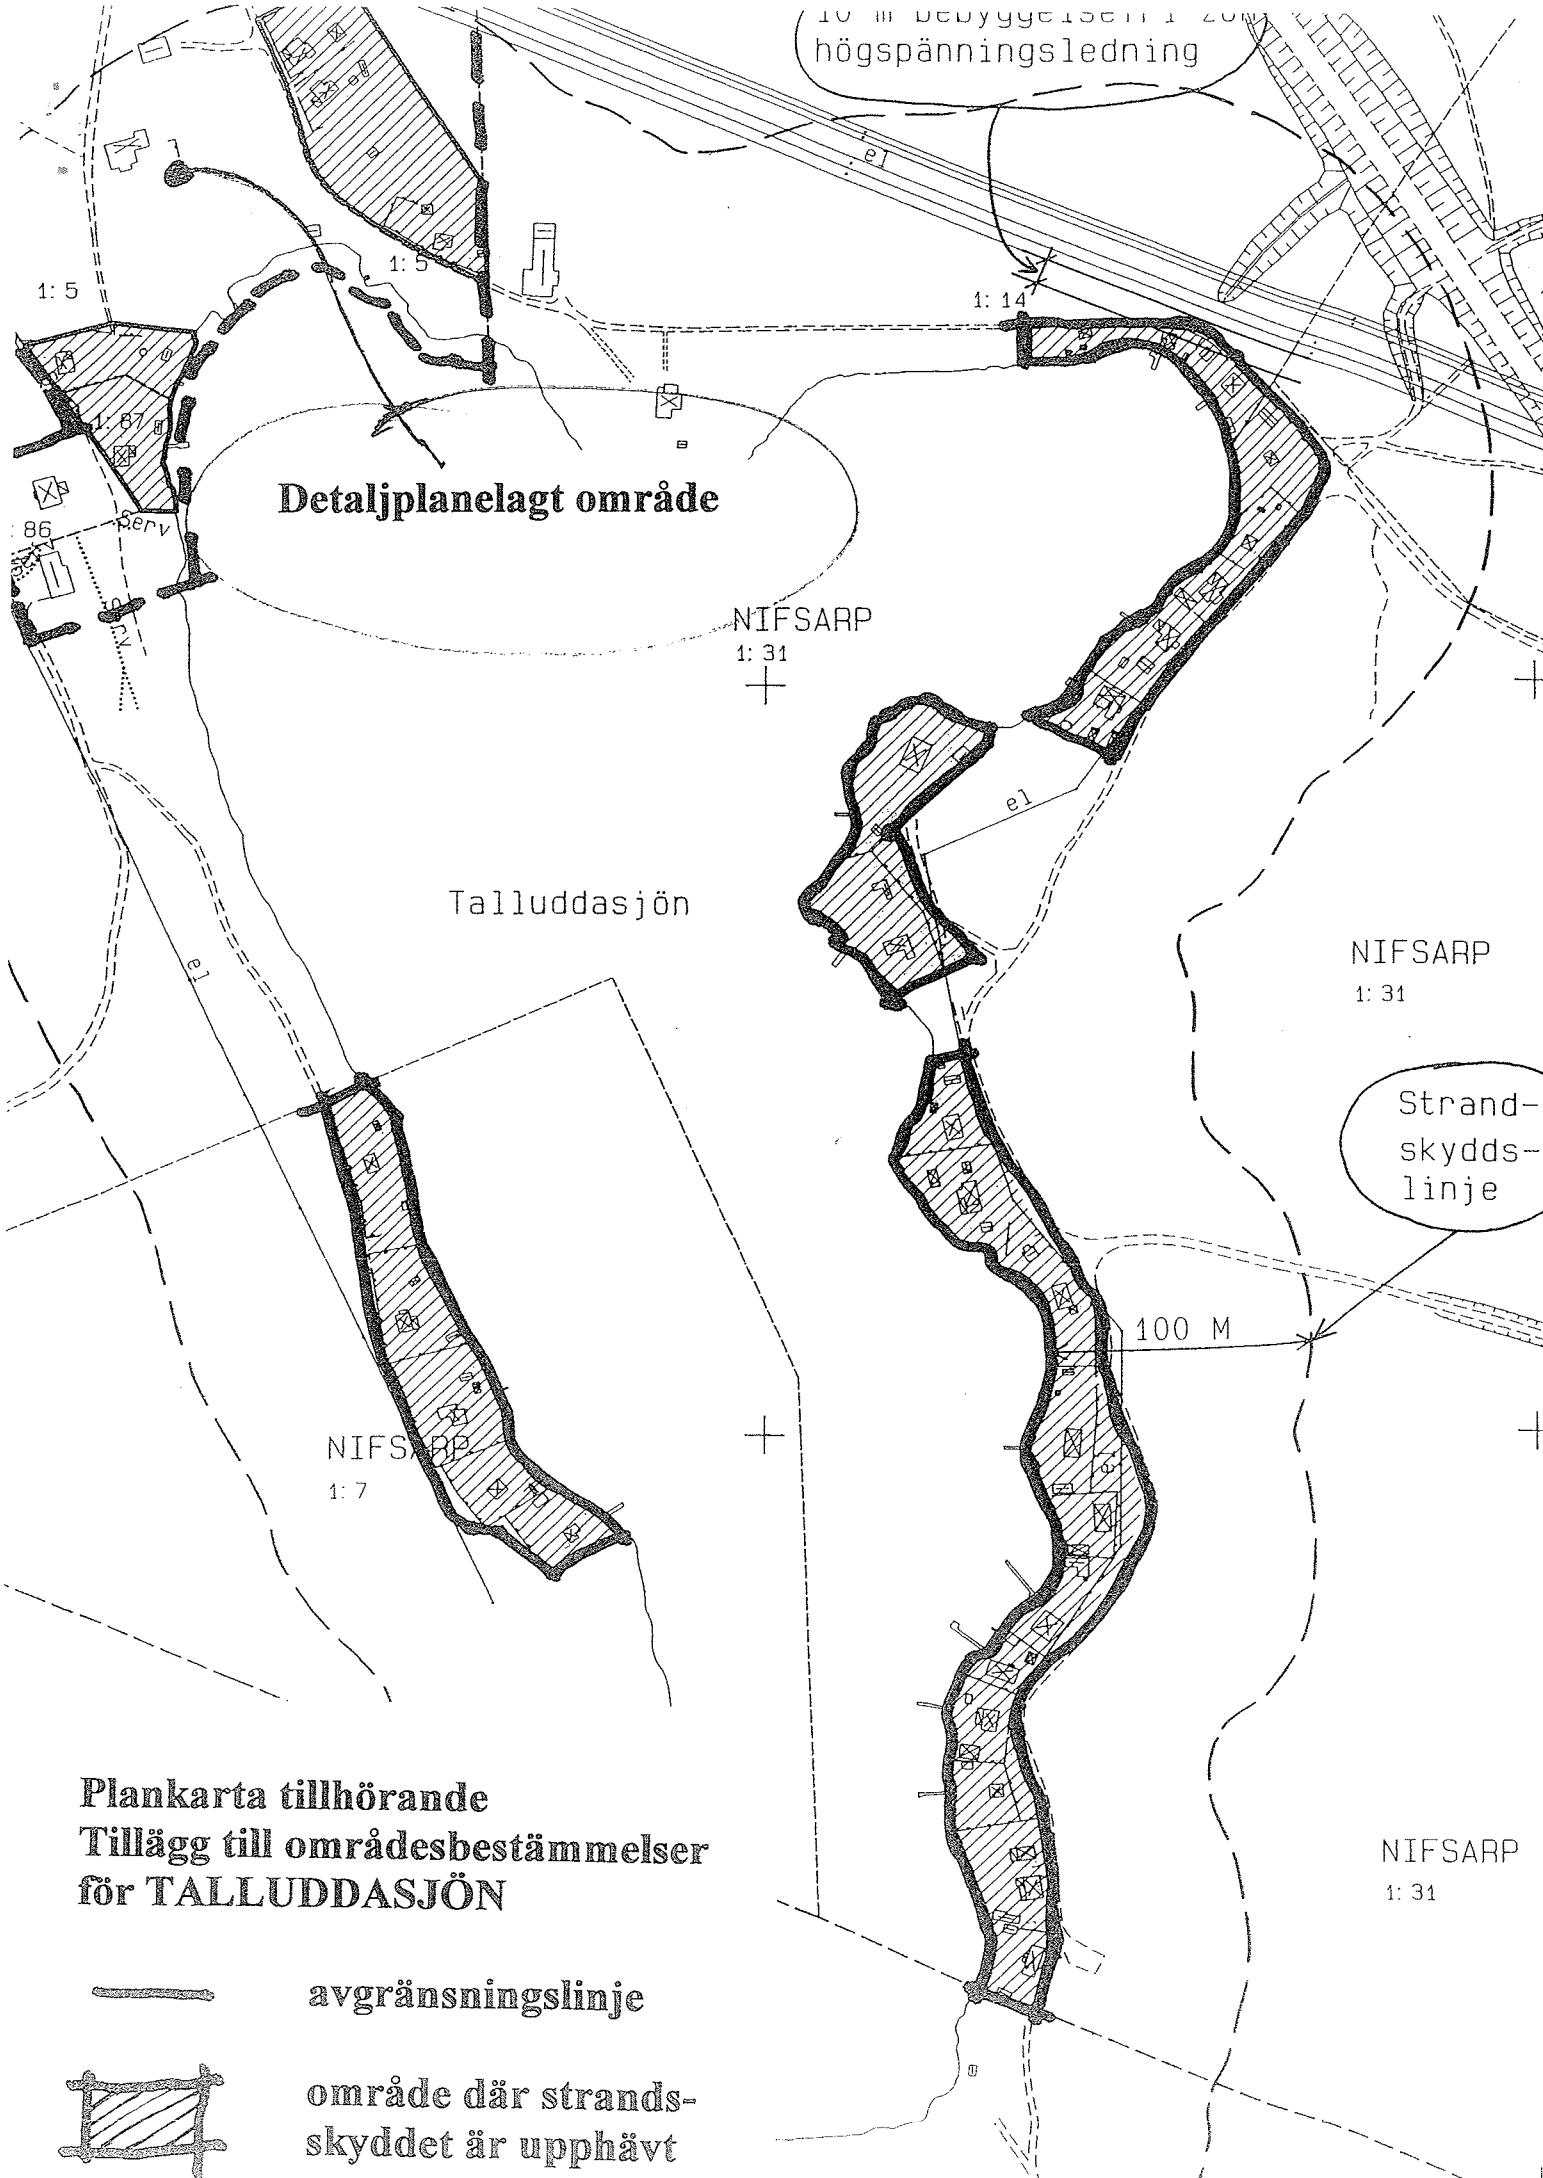 högspänningsledning
el
1: 5
1: 5
1: 14
1: 87
Detaljplanelagt område
Serv
86
NIFSARP
1: 31
el
Talluddasjön
NIFSARP
1: 31
el
Strand-
skydds-
linje
100 M
NIFSARP
1: 7
el
Plankarta tillhörande
Tillägg till områdesbestämmelser
för TALLUDDASJÖN
NIFSARP
1: 31
avgränsningslinje
område där strands-
skyddet är upphävt